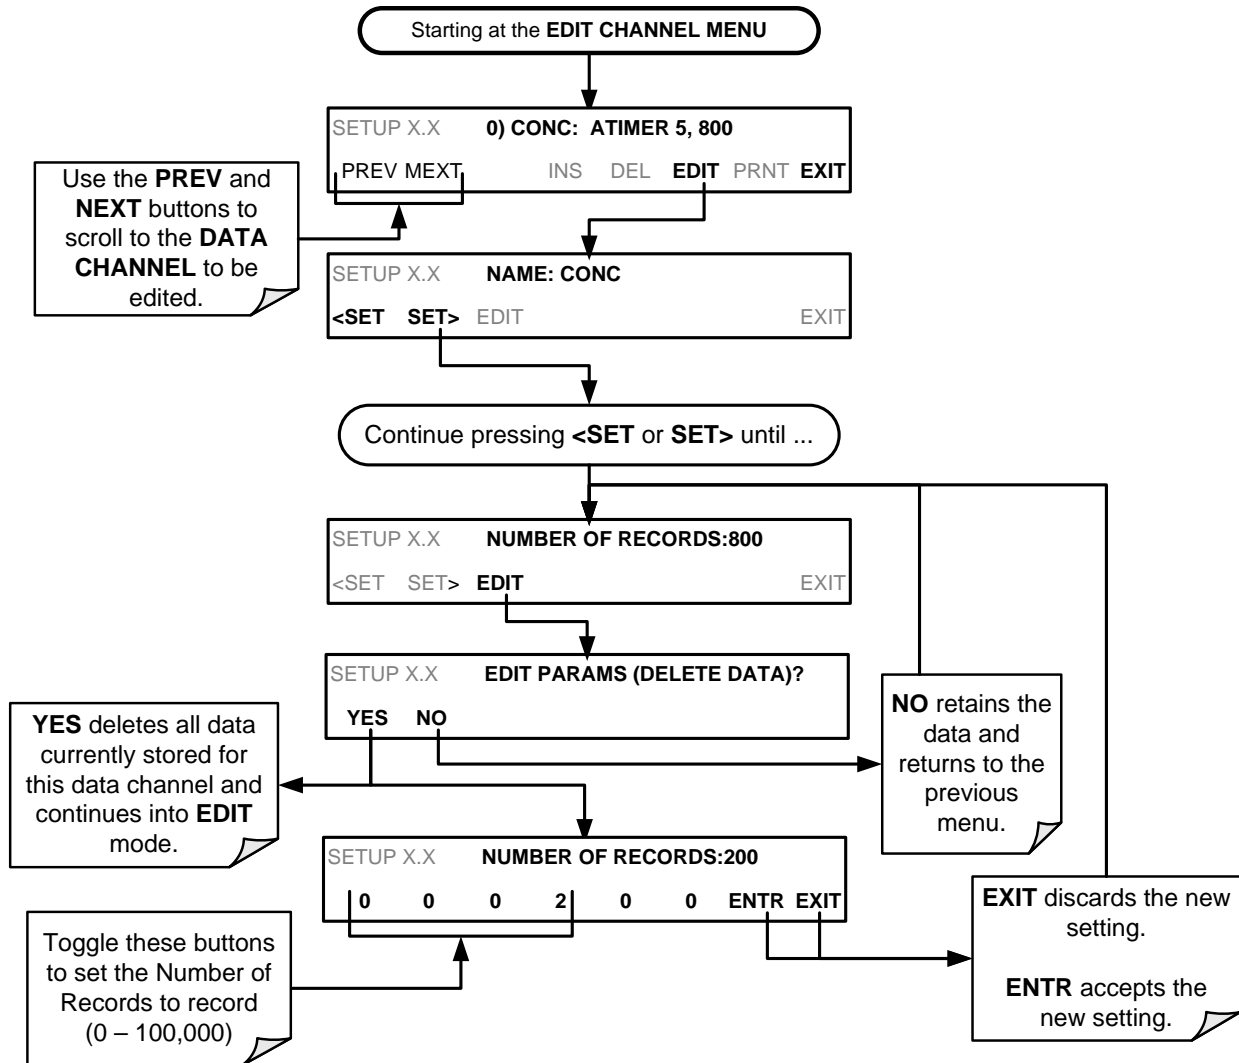 Starting at the EDIT CHANNEL MENU
SETUP X.X 0) CONC: ATIMER 5, 800
PREV MEXT INS DEL EDIT PRNT EXIT
Use the PREV and
NEXT buttons to
scroll to the DATA
CHANNEL to be
edited.
SETUP X.X NAME: CONC
<SET SET> EDIT EXIT
Continue pressing <SET or SET> until ...
SETUP X.X NUMBER OF RECORDS:800
<SET SET> EDIT EXIT
SETUP X.X EDIT PARAMS (DELETE DATA)?
YES NO
YES deletes all data
currently stored for
this data channel and
continues into EDIT
mode.
NO retains the
data and
returns to the
previous
menu.
SETUP X.X NUMBER OF RECORDS:200
0 0 0 2 0 0 ENTR EXIT
Toggle these buttons
to set the Number of
Records to record
(0 – 100,000)
EXIT discards the new
setting.
ENTR accepts the
new setting.